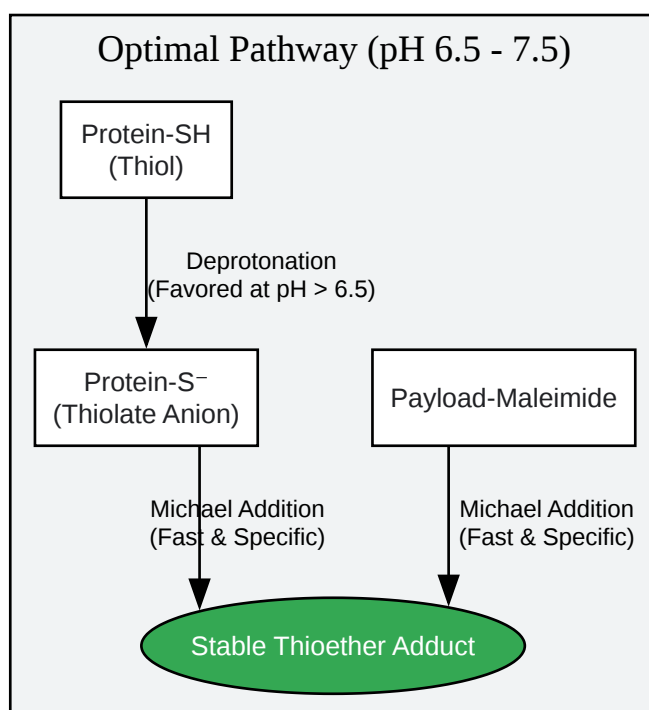 Optimal Pathway (pH 6.5 - 7.5)
Protein-SH
(Thiol)
Deprotonation
(Favored at pH > 6.5)
Protein-S⁻
(Thiolate Anion)
Payload-Maleimide
Michael Addition
(Fast & Specific)
Michael Addition
(Fast & Specific)
Stable Thioether Adduct